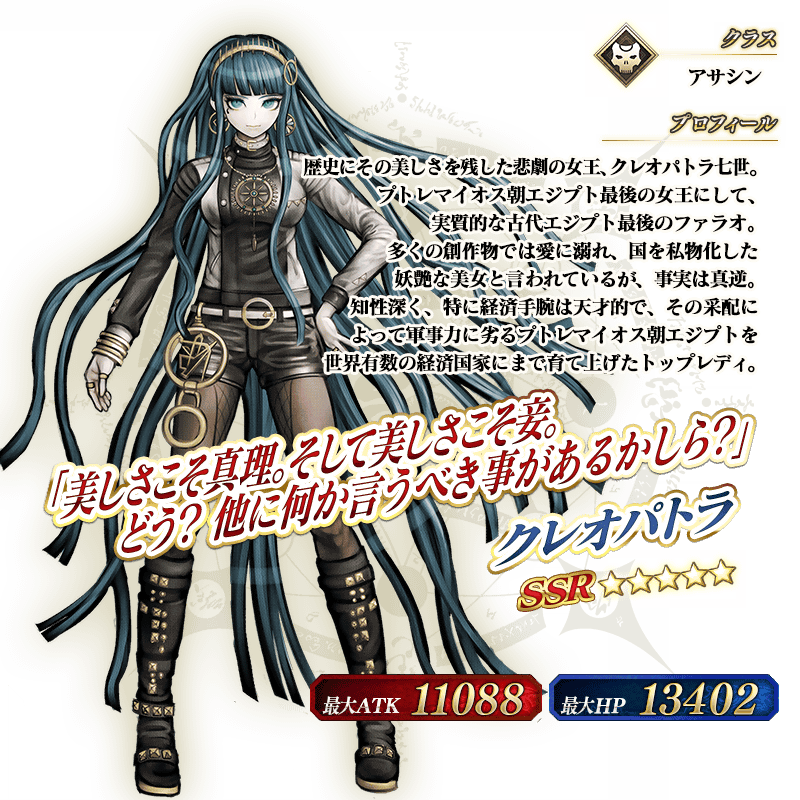 クラス
アサシン
プロフィール
歴史にその美しさを残した悲劇の女王、クレオパトラ七世。
プトレマイオス朝エジプト最後の女王にして、
実質的な古代エジプト最後のファラオ。
多くの創作物では愛に溺れ、国を私物化した
妖艶な美女と言われているが、事実は真逆。
知性深く、特に経済手腕は天才的で、その采配に
よって軍事力に劣るプトレマイオス朝エジプトを
世界有数の経済国家にまで育て上げたトップレディ。
「美しさこそ真理。そして美しさこそ妾。
どう？ 他に何か言うべき事があるかしら？」
クレオパトラ
SSR☆☆☆☆☆
最大ATK 11088
最大HP 13402